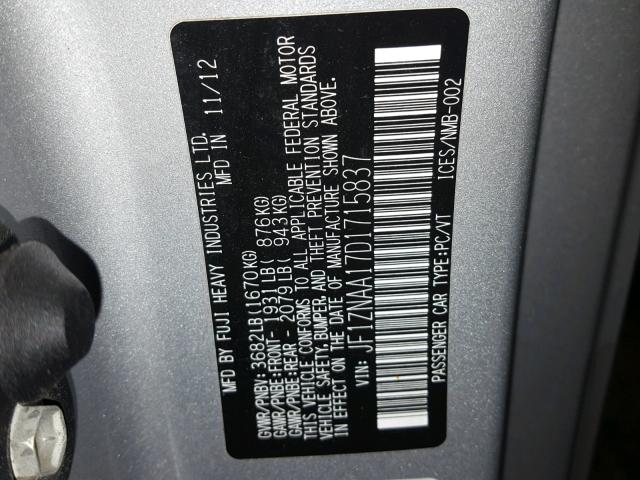 MFD BY FUJI HEAVY INDUSTRIES LTD.
MFD IN 11/12
GVWR/PNBV: 3682LB(1670KG)
GAWR/PNBE:FRONT- 1931LB( 876KG)
GAWR/PNBE:REAR - 2079LB( 943KG)
THIS VEHICLE CONFORMS TO ALL APPLICABLE FEDERAL MOTOR
VEHICLE SAFETY,BUMPER, AND THEFT PREVENTION STANDARDS
IN EFFECT ON THE DATE OF MANUFACTURE SHOWN ABOVE.
VIN: JF1ZNAA17D1715837
PASSENGER CAR TYPE:PC/VT ICES/NMB-002